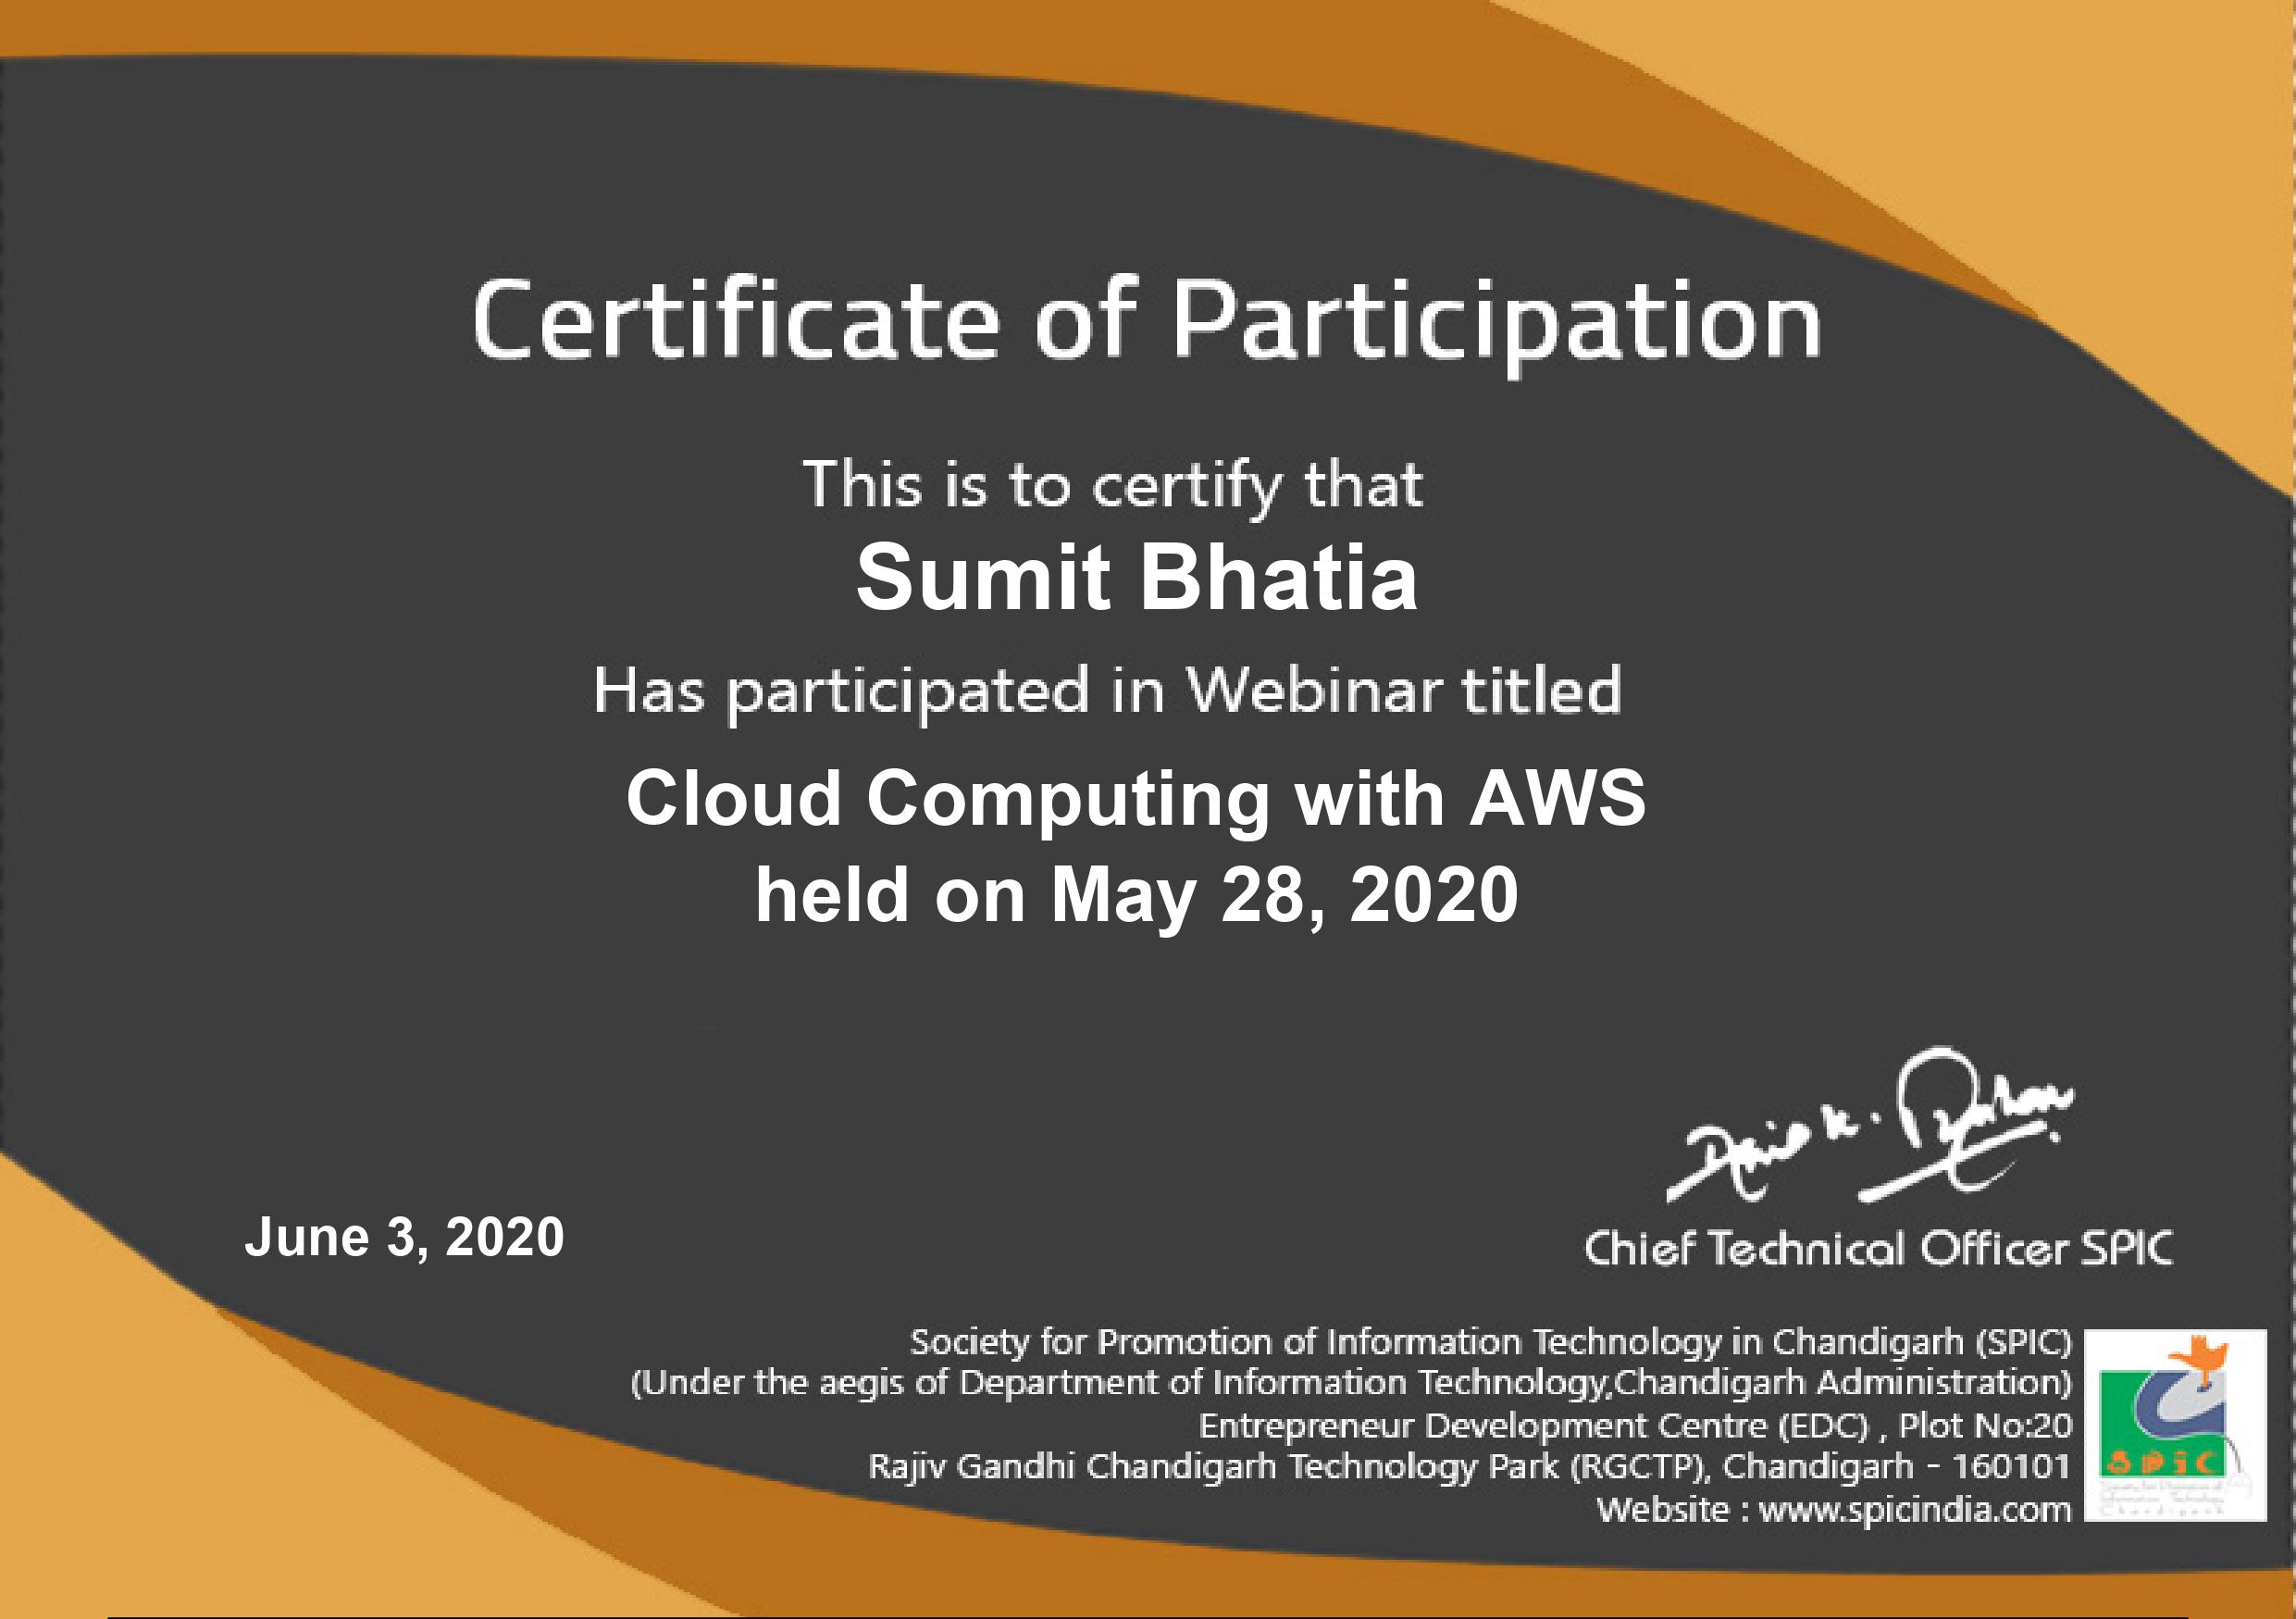 Certificate of Participation
This is to certify that
Sumit Bhatia
Has participated in Webinar titled
Cloud Computing with AWS
held on May 28, 2020
June 3, 2020
Chief Technical Officer SPIC
Society for Promotion of Information Technology in Chandigarh (SPIC)
(Under the aegis of Department of Information Technology,Chandigarh Administration)
Entrepreneur Development Centre (EDC) , Plot No:20
Rajiv Gandhi Chandigarh Technology Park (RGCTP), Chandigarh - 160101
Website : www.spicindia.com
SPIC